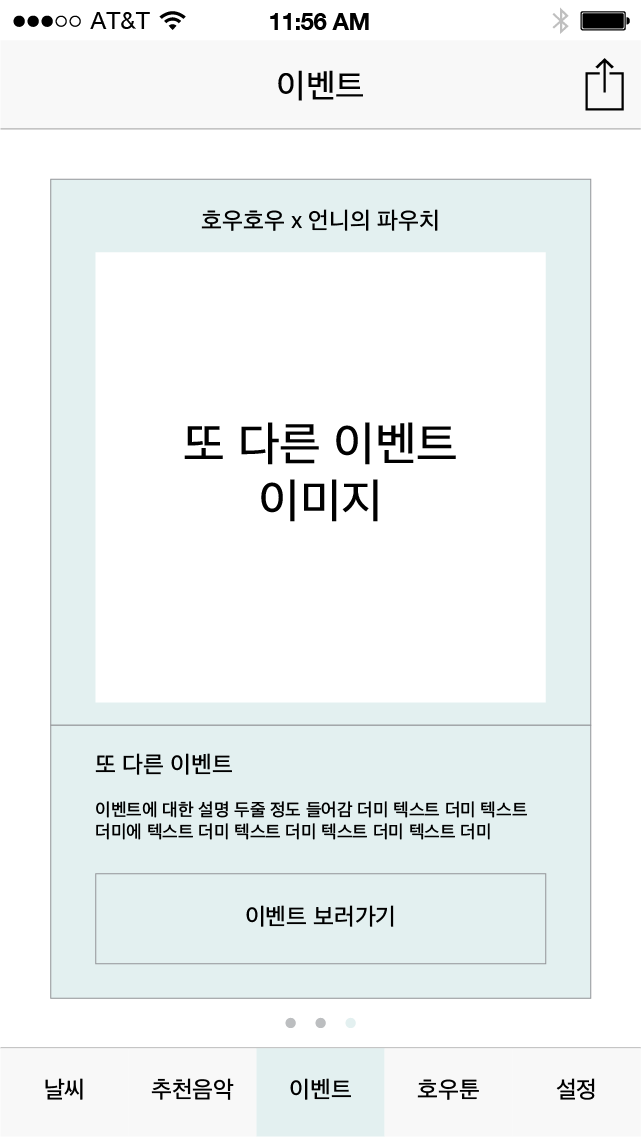 AT&T 11:56 AM
이벤트
호우호우 x 언니의 파우치
또 다른 이벤트
이미지
또 다른 이벤트
이벤트에 대한 설명 두줄 정도 들어감 더미 텍스트 더미 텍스트
더미에 텍스트 더미 텍스트 더미 텍스트 더미 텍스트 더미
이벤트 보러가기
날씨 추천음악 이벤트 호우툰 설정